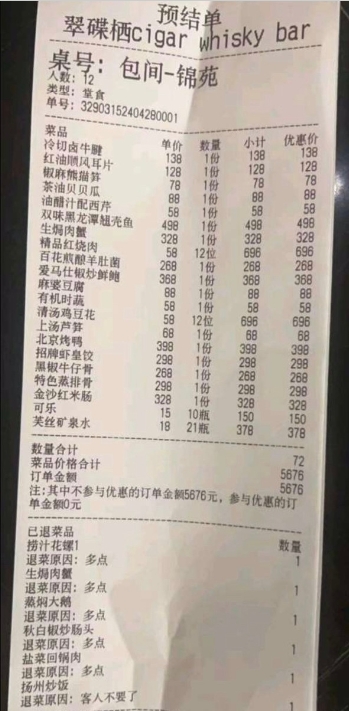 预结单
翠碟栖cigar whisky bar
桌号: 包间-锦苑
人数: 12
类型: 堂食
单号: 32903152404280001
菜品 单价 数量 小计 优惠价
冷切卤牛腱 138 1份 138 138
红油顺风耳片 128 1份 128 128
椒麻熊猫笋 78 1份 78 78
茶油贝贝瓜 88 1份 88 88
油醋汁配西芹 58 1份 58 58
双味黑龙潭翘壳鱼 498 1份 498 498
生焗肉蟹 328 1份 328 328
精品红烧肉 58 12位 696 696
百花煎酿羊肚菌 268 1份 268 268
爱马仕椒炒鲜鲍 368 1份 368 368
麻婆豆腐 88 1份 88 88
有机时蔬 58 1份 58 58
清汤鸡豆花 58 12位 696 696
上汤芦笋 68 1份 68 68
北京烤鸭 398 1份 398 398
招牌虾皇饺 298 1份 298 298
黑椒牛仔骨 268 1份 268 268
特色蒸排骨 298 1份 298 298
金沙红米肠 328 1份 328 328
可乐 15 10瓶 150 150
芙丝矿泉水 18 21瓶 378 378
数量合计 72
菜品价格合计 5676
订单金额 5676
注:其中不参与优惠的订单金额5676元，参与优惠的订
单金额0元
已退菜品 数量
捞汁花螺1 1
退菜原因: 多点
生焗肉蟹 1
退菜原因: 多点
蒸焖大鹅 1
退菜原因: 多点
秋白椒炒肠头 1
退菜原因: 多点
盐菜回锅肉 1
退菜原因: 多点
扬州炒饭 1
退菜原因: 客人不要了